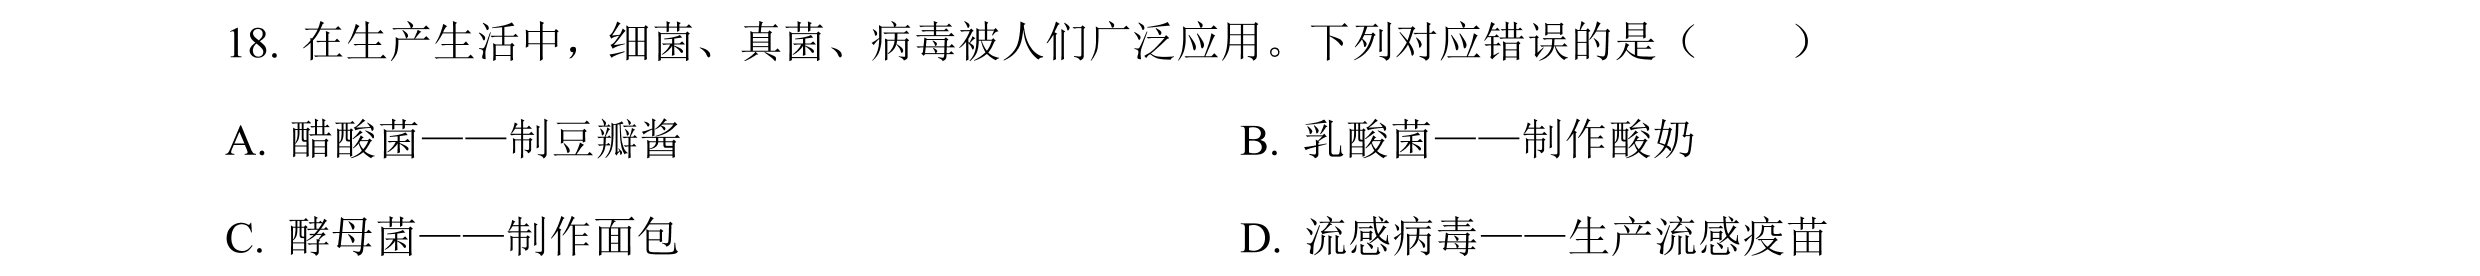 18. 在生产生活中，细菌、真菌、病毒被人们广泛应用。下列对应错误的是（　　）
A. 醋酸菌——制豆瓣酱　　B. 乳酸菌——制作酸奶
C. 酵母菌——制作面包　　D. 流感病毒——生产流感疫苗